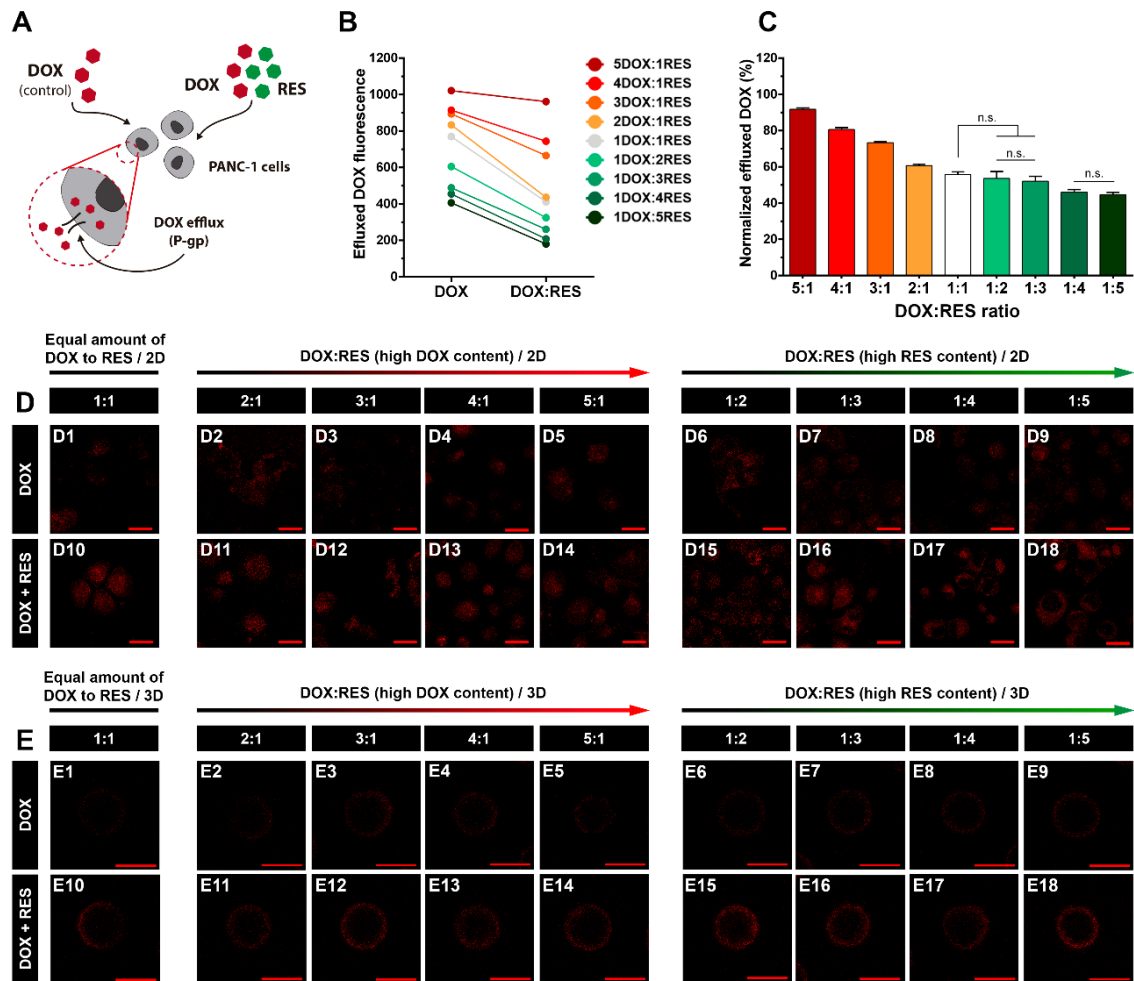 A
DOX
(control)
DOX
RES
PANC-1 cells
DOX efflux
(P-gp)
B
Effluxed DOX fluorescence
1200
1000
800
600
400
200
0
DOX
DOX:RES
5DOX:1RES
4DOX:1RES
3DOX:1RES
2DOX:1RES
1DOX:1RES
1DOX:2RES
1DOX:3RES
1DOX:4RES
1DOX:5RES
C
Normalized effluxed DOX (%)
120
100
80
60
40
20
0
n.s.
n.s.
n.s.
5:1 4:1 3:1 2:1 1:1 1:2 1:3 1:4 1:5
DOX:RES ratio
Equal amount of
DOX to RES / 2D
DOX:RES (high DOX content) / 2D
DOX:RES (high RES content) / 2D
D
1:1 2:1 3:1 4:1 5:1 1:2 1:3 1:4 1:5
DOX
D1 D2 D3 D4 D5 D6 D7 D8 D9
DOX + RES
D10 D11 D12 D13 D14 D15 D16 D17 D18
Equal amount of
DOX to RES / 3D
DOX:RES (high DOX content) / 3D
DOX:RES (high RES content) / 3D
E
1:1 2:1 3:1 4:1 5:1 1:2 1:3 1:4 1:5
DOX
E1 E2 E3 E4 E5 E6 E7 E8 E9
DOX + RES
E10 E11 E12 E13 E14 E15 E16 E17 E18